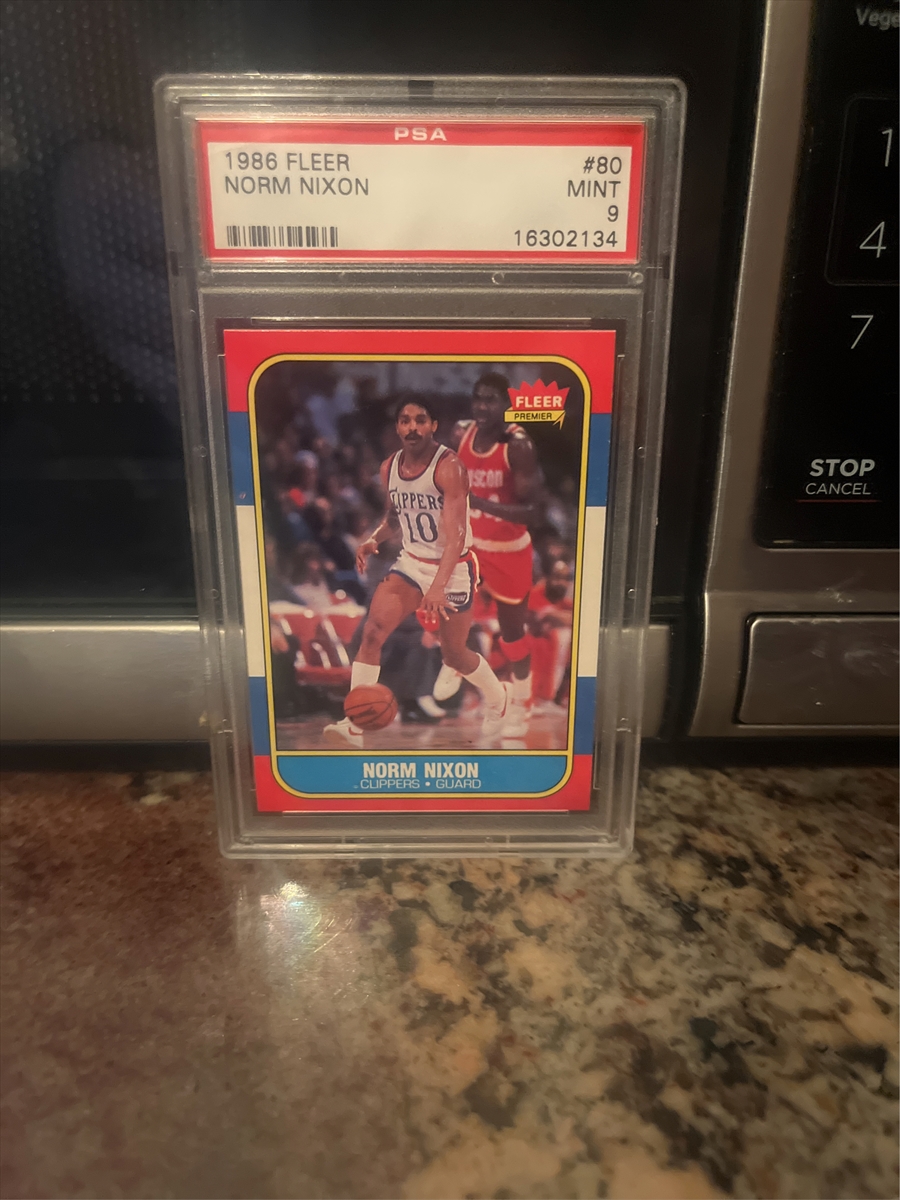 PSA
1986 FLEER #80
NORM NIXON MINT
9
16302134
FLEER
PREMIER
CLIPPERS
10
NORM NIXON
CLIPPERS • GUARD
1
4
7
STOP
CANCEL